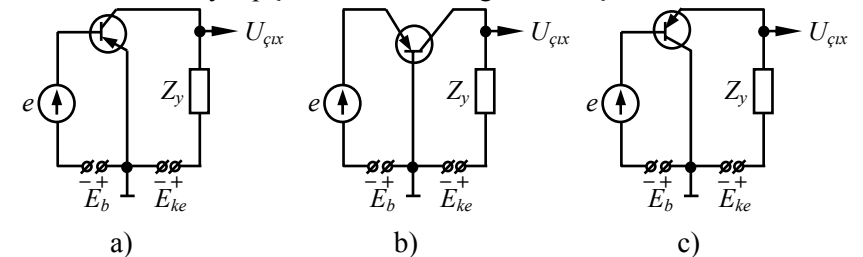 e Z_y U_çıx e Z_y U_çıx e Z_y U_çıx
− + − + − + − + − + − +
E_b E_ke E_b E_ke E_b E_ke
a) b) c)